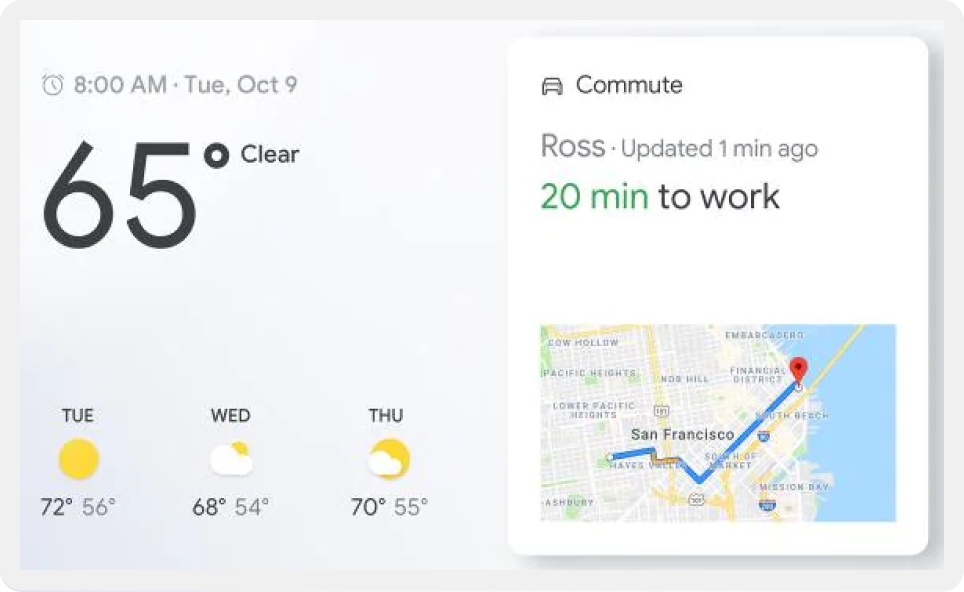 8:00 AM · Tue, Oct 9
65° Clear
TUE
WED
THU
72° 56°
68° 54°
70° 55°
Commute
Ross · Updated 1 min ago
20 min to work
EMBARCADERO
COW HOLLOW
PACIFIC HEIGHTS
NOB HILL
FINANCIAL
DISTRICT
LOWER PACIFIC
HEIGHTS
101
SOUTH BEACH
San Francisco
80
HAYES VALLEY
SOUTH OF
MARKET
MISSION BAY
101
280
ASHBURY